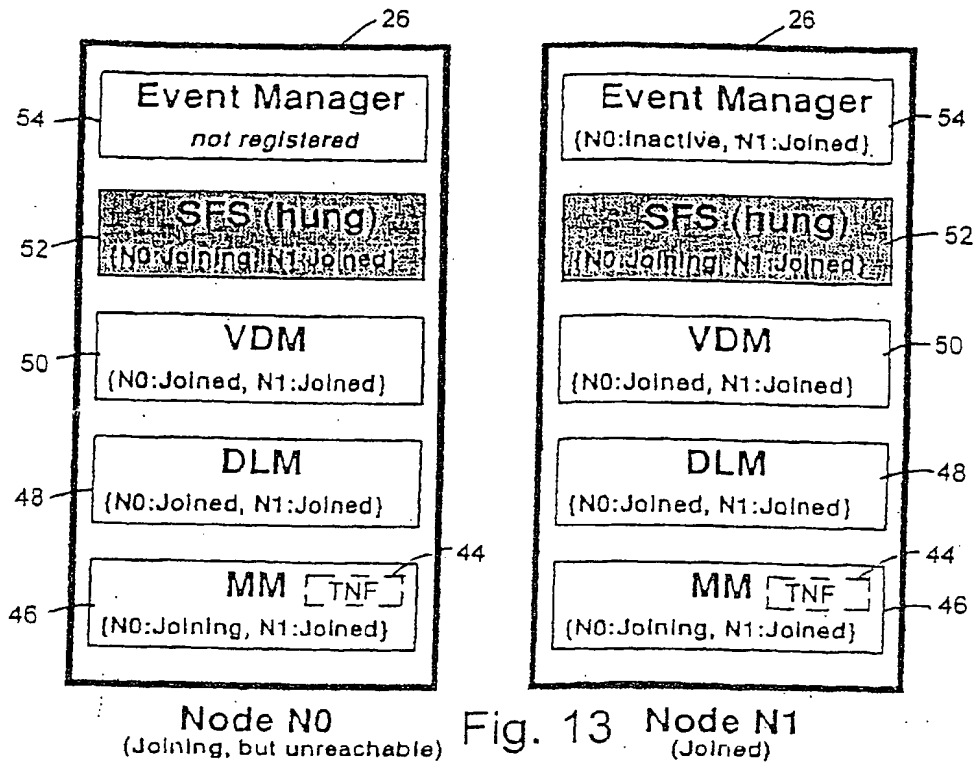 26
26
54
Event Manager
not registered
Event Manager
{N0:Inactive, N1:Joined}
54
52
SFS (hung)
{N0:Joining, N1:Joined}
SFS (hung)
{N0:Joining, N1:Joined}
52
50
VDM
{N0:Joined, N1:Joined}
VDM
{N0:Joined, N1:Joined}
50
48
DLM
{N0:Joined, N1:Joined}
DLM
{N0:Joined, N1:Joined}
48
44
44
46
MM
TNF
{N0:Joining, N1:Joined}
MM
TNF
{N0:Joining, N1:Joined}
46
Node N0
(Joining, but unreachable)
Fig. 13
Node N1
(Joined)